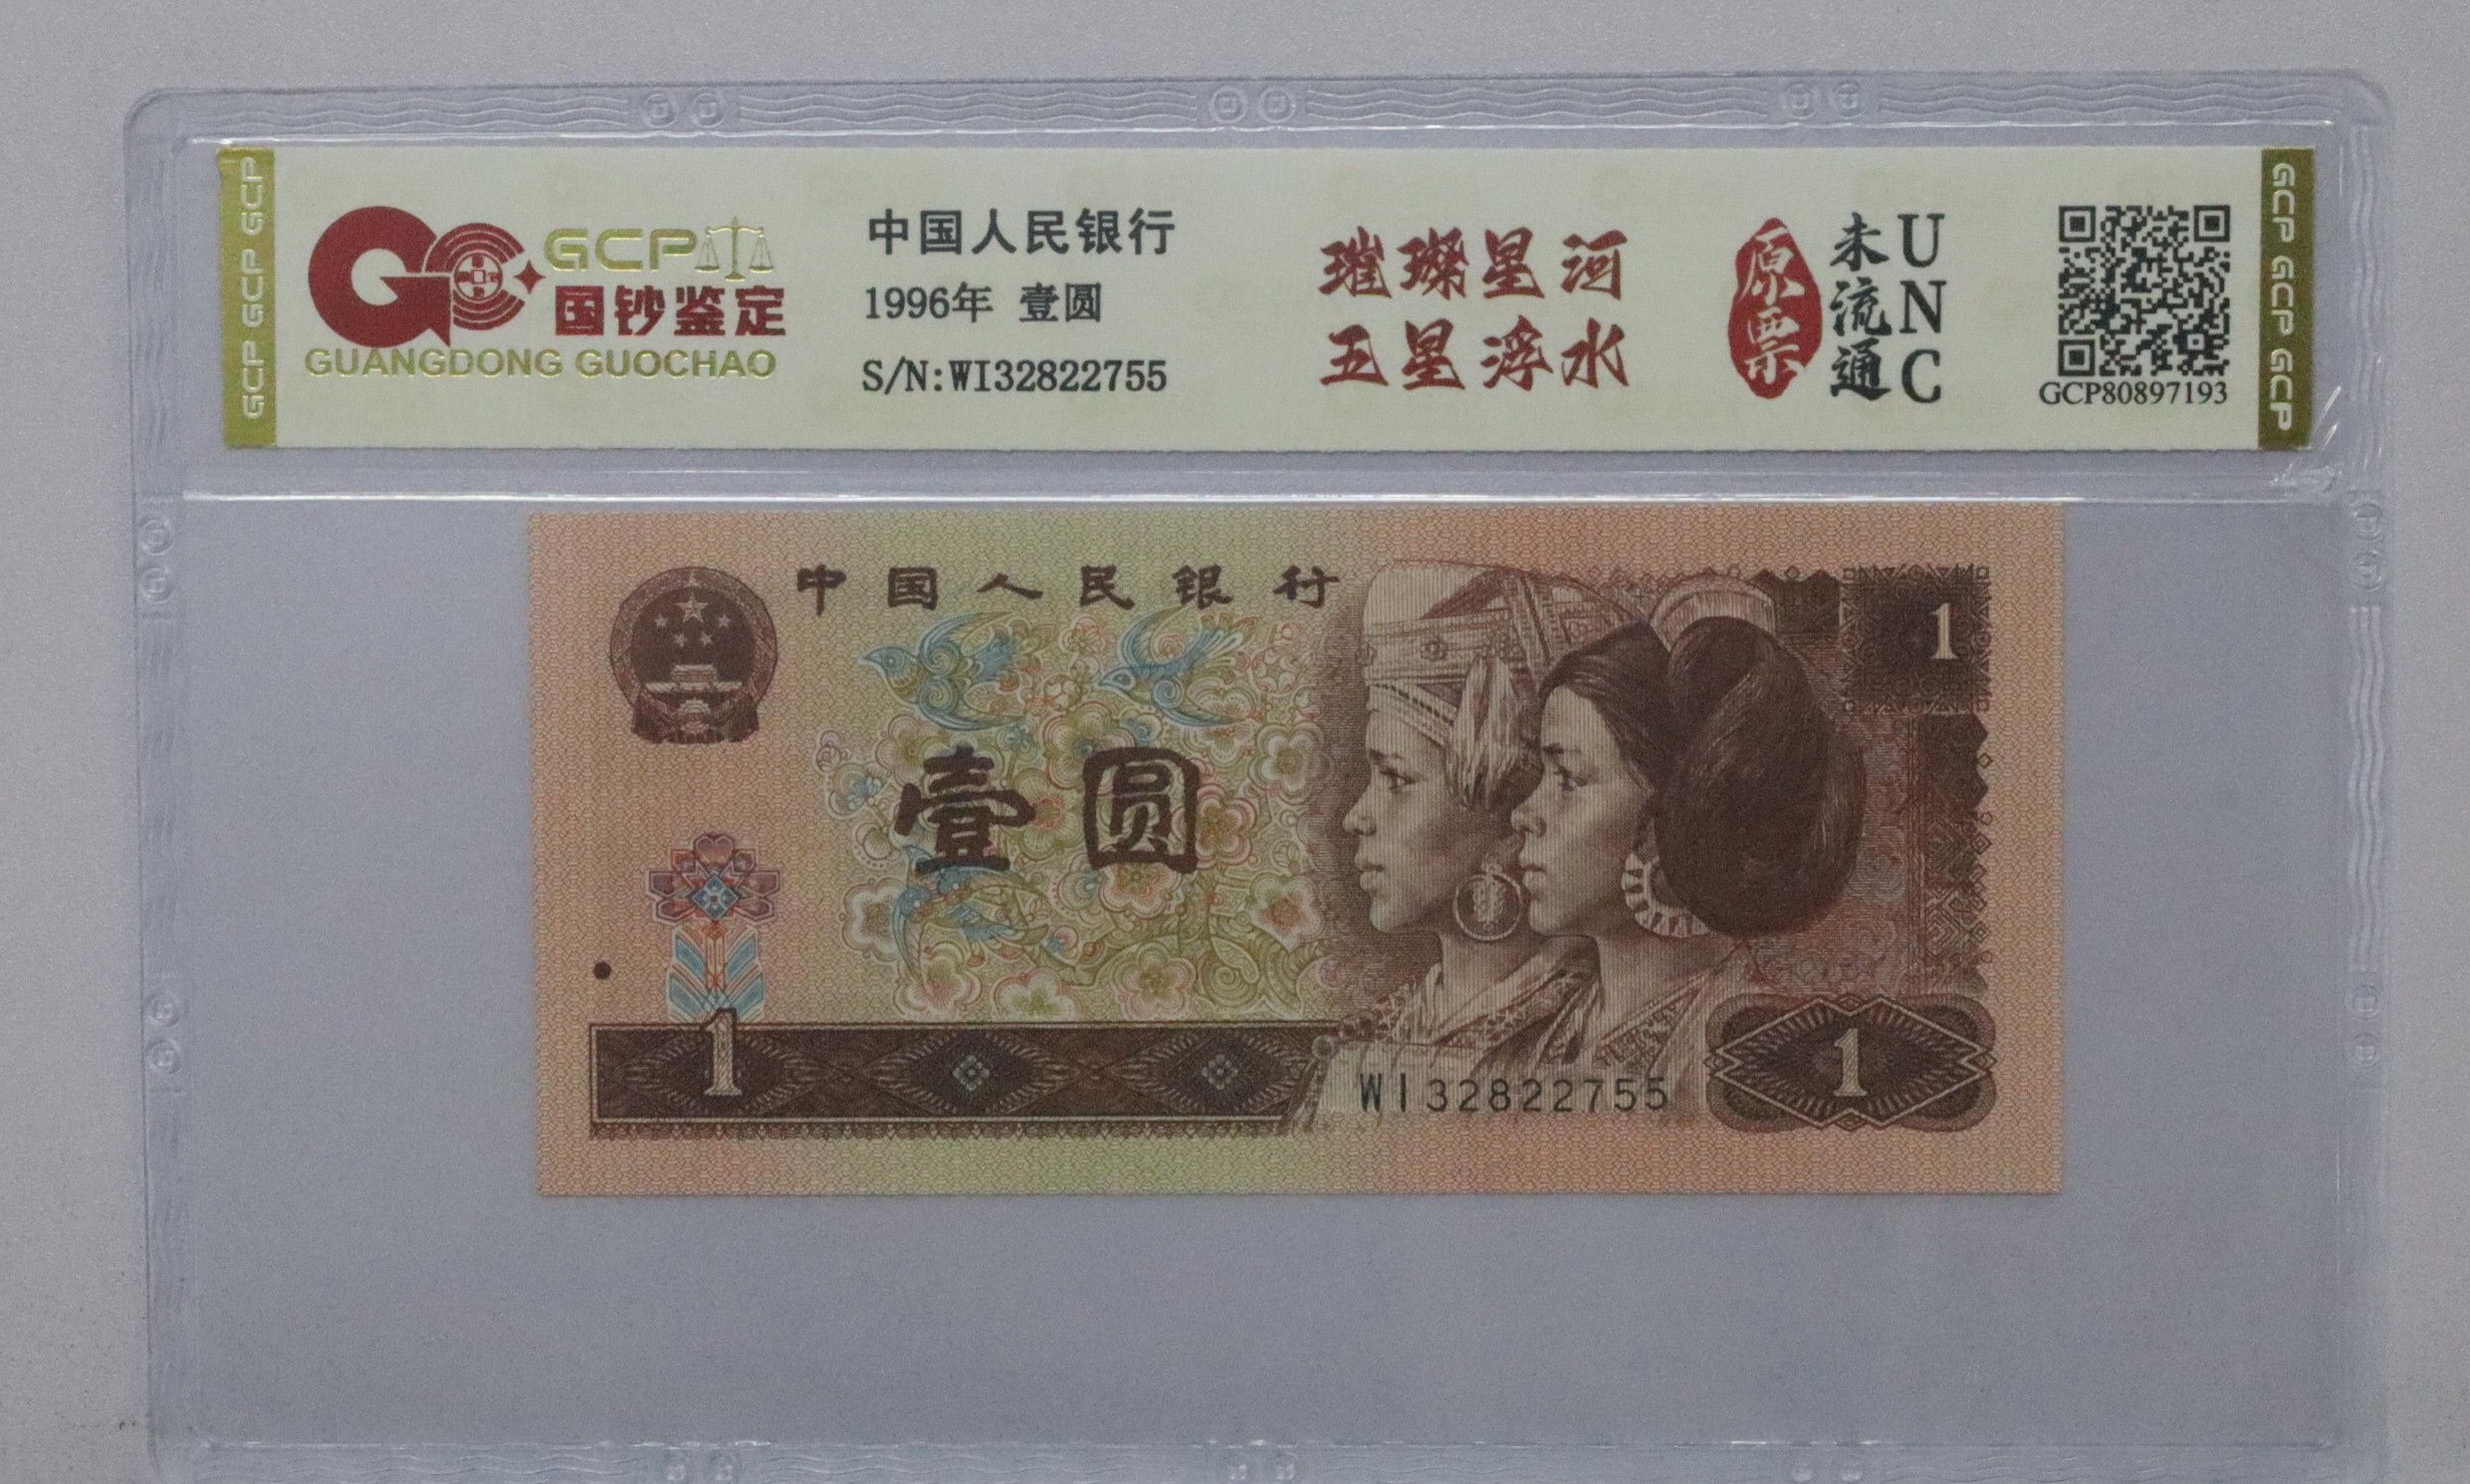 GCP GCP GCP
GCP
国钞鉴定
GUANGDONG GUOCHAO
中国人民银行
1996年 壹圆
S/N:WI32822755
璀璨星河
五星浮水
原票
未流通
UNC
GCP80897193
GCP GCP GCP
中国人民银行
1
壹圆
1
WI32822755
1